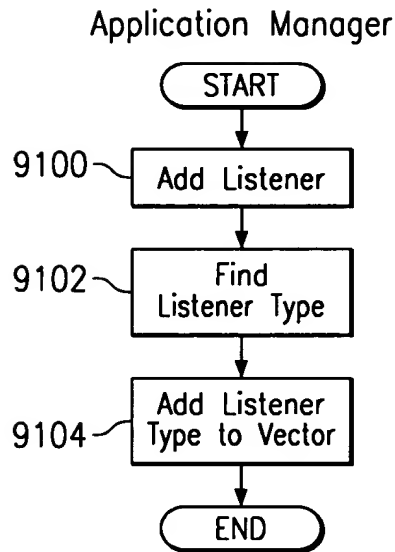 Application Manager
START
9100
Add Listener
9102
Find
Listener Type
9104
Add Listener
Type to Vector
END